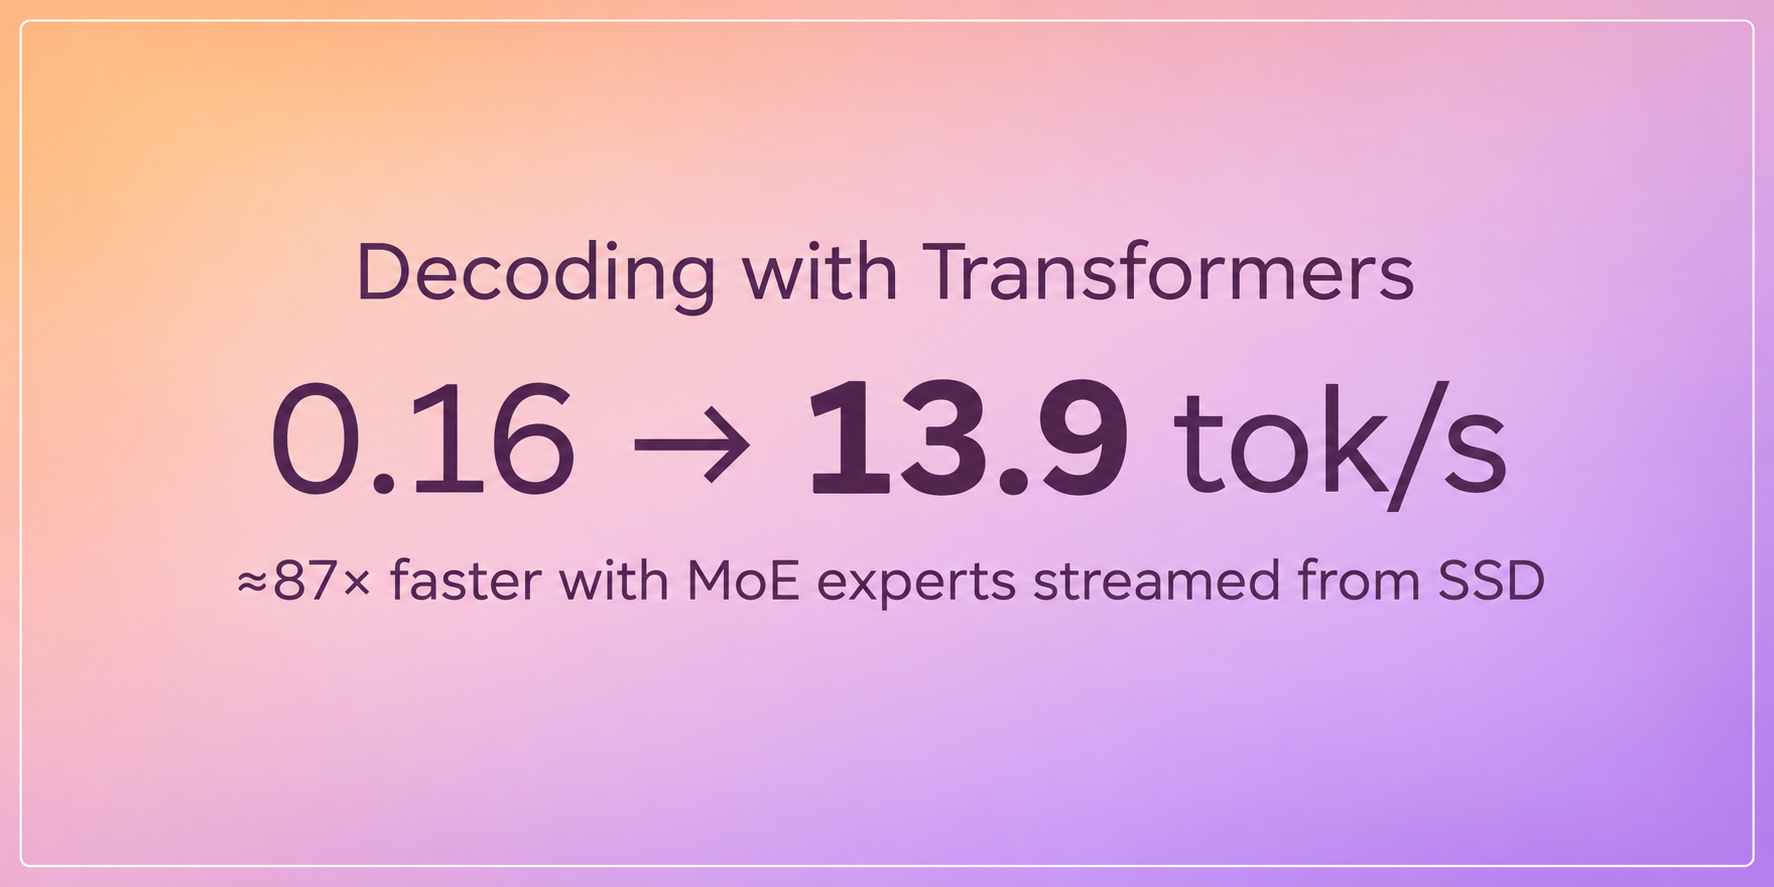 Decoding with Transformers
0.16 → 13.9 tok/s
≈87× faster with MoE experts streamed from SSD